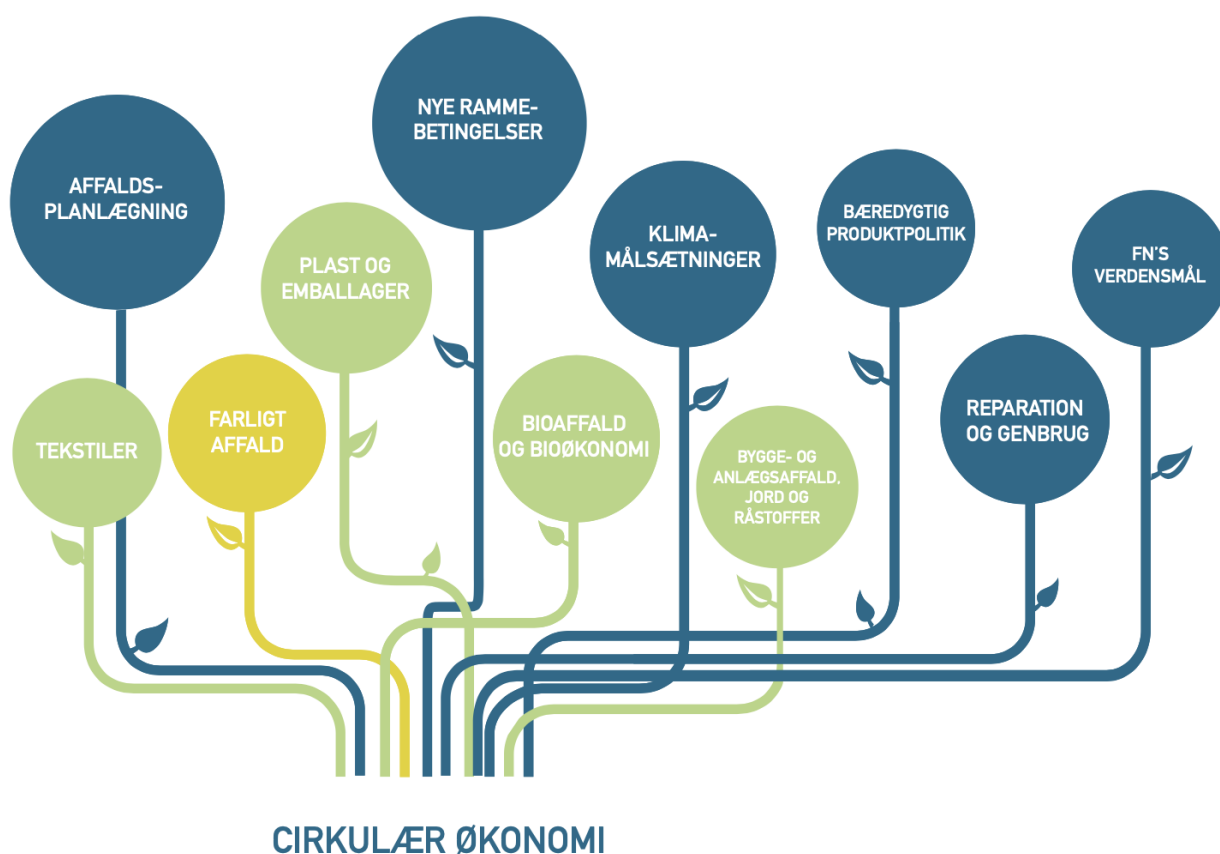 NYE RAMME-
BETINGELSER
AFFALDS-
PLANLÆGNING
PLAST OG
EMBALLAGER
KLIMA-
MÅLSÆTNINGER
BÆREDYGTIG
PRODUKTPOLITIK
FN'S
VERDENSMÅL
TEKSTILER
FARLIGT
AFFALD
BIOAFFALD
OG BIOØKONOMI
BYGGE- OG
ANLÆGSAFFALD,
JORD OG
RÅSTOFFER
REPARATION
OG GENBRUG
CIRKULÆR ØKONOMI